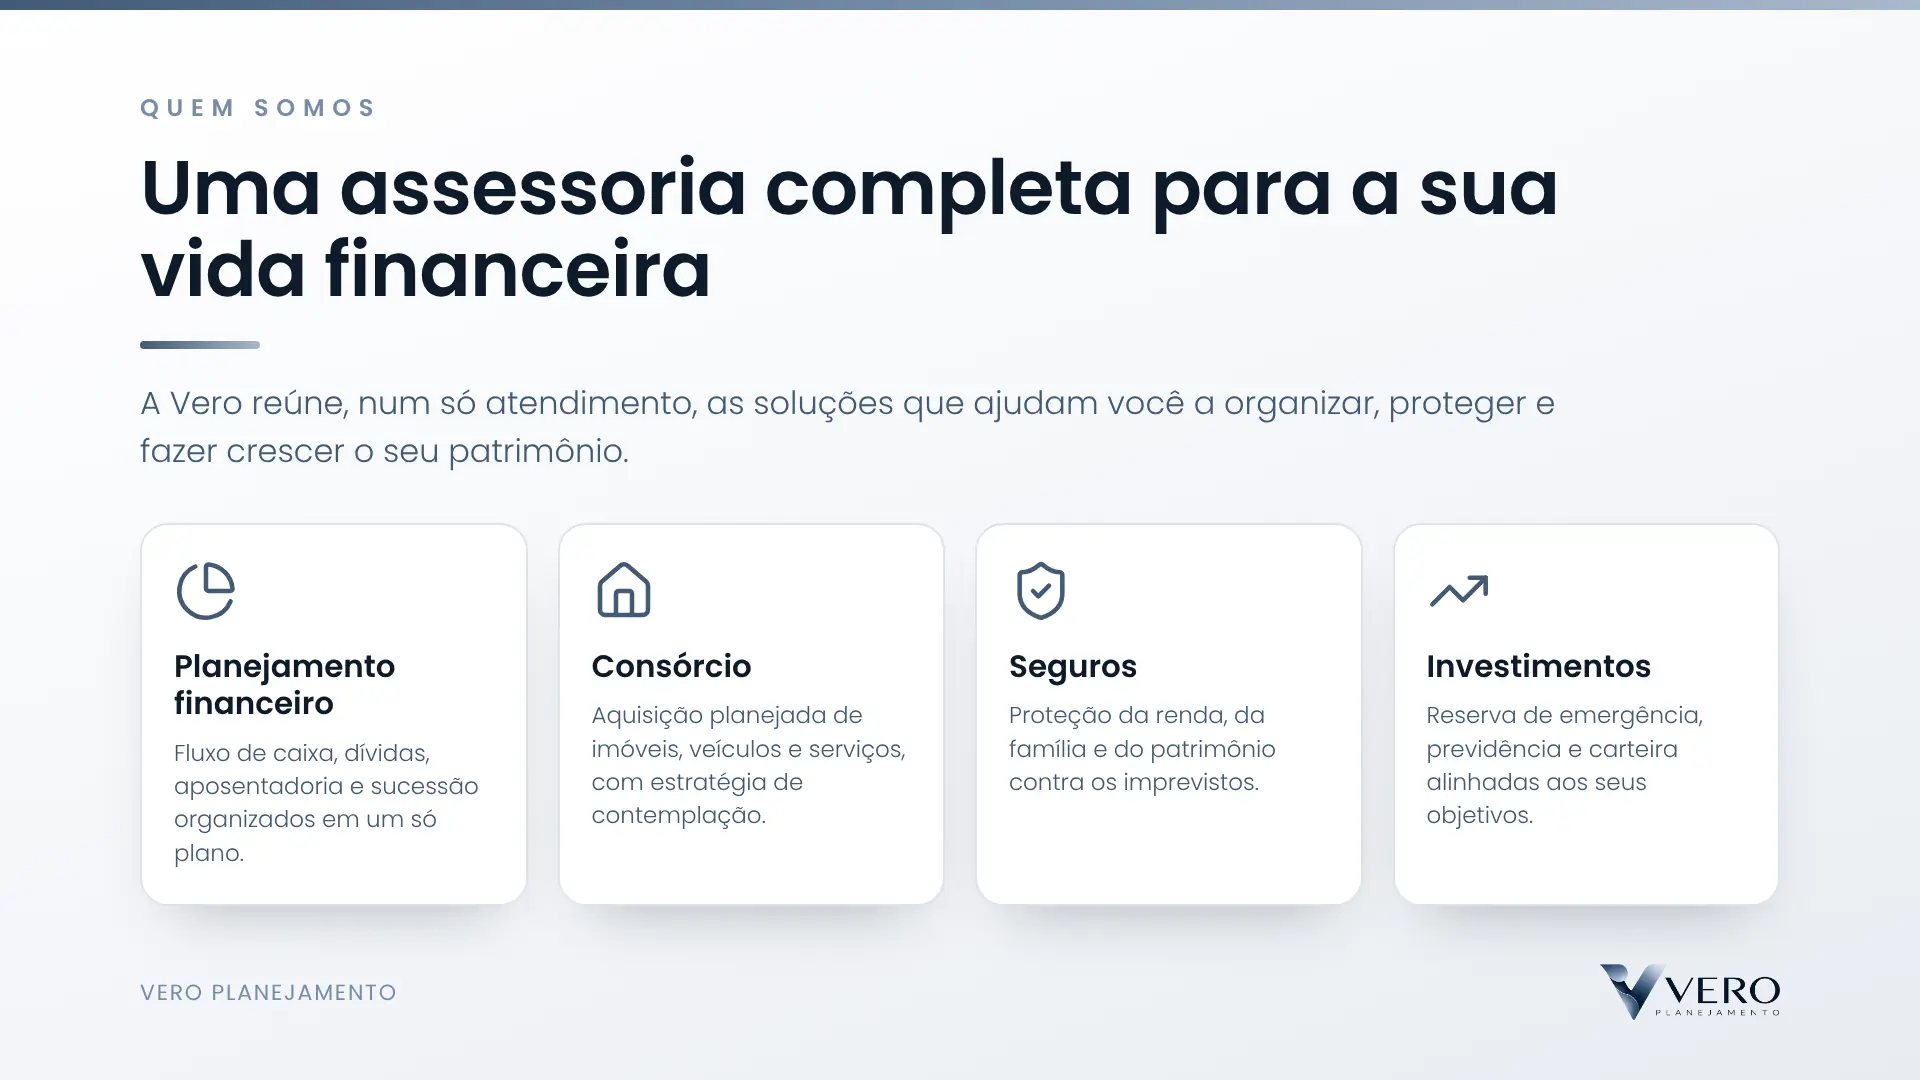 QUEM SOMOS
Uma assessoria completa para a sua
vida financeira
A Vero reúne, num só atendimento, as soluções que ajudam você a organizar, proteger e
fazer crescer o seu patrimônio.
Planejamento
financeiro
Fluxo de caixa, dívidas,
aposentadoria e sucessão
organizados em um só
plano.
Consórcio
Aquisição planejada de
imóveis, veículos e serviços,
com estratégia de
contemplação.
Seguros
Proteção da renda, da
família e do patrimônio
contra os imprevistos.
Investimentos
Reserva de emergência,
previdência e carteira
alinhadas aos seus
objetivos.
VERO PLANEJAMENTO
VERO
PLANEJAMENTO